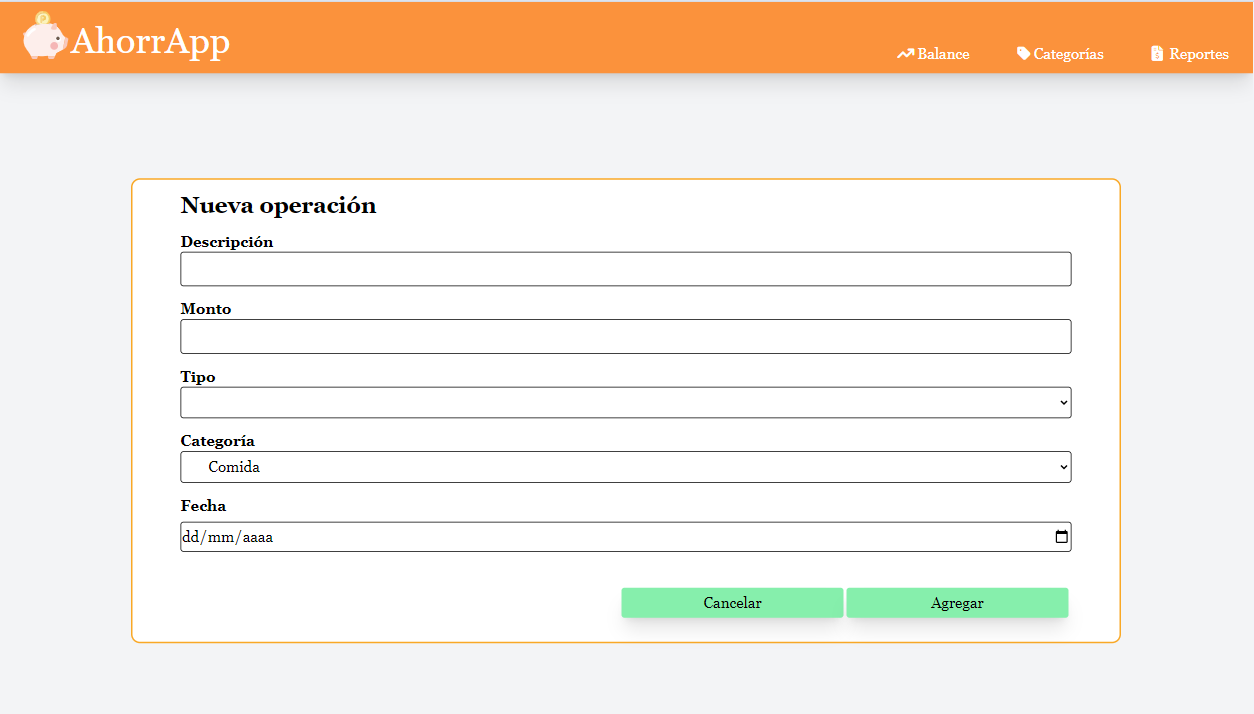 AhorrApp
Balance Categorías Reportes
Nueva operación
Descripción
Monto
Tipo
Categoría
Comida
Fecha
dd/mm/aaaa
Cancelar Agregar